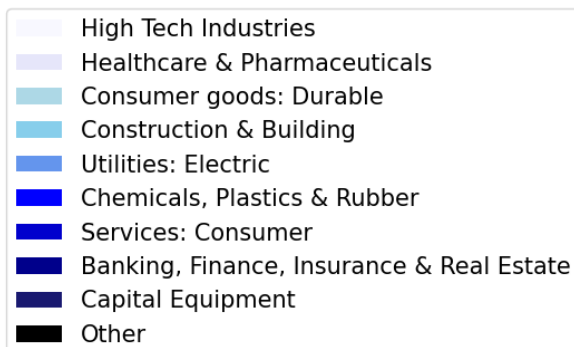 High Tech Industries
Healthcare & Pharmaceuticals
Consumer goods: Durable
Construction & Building
Utilities: Electric
Chemicals, Plastics & Rubber
Services: Consumer
Banking, Finance, Insurance & Real Estate
Capital Equipment
Other